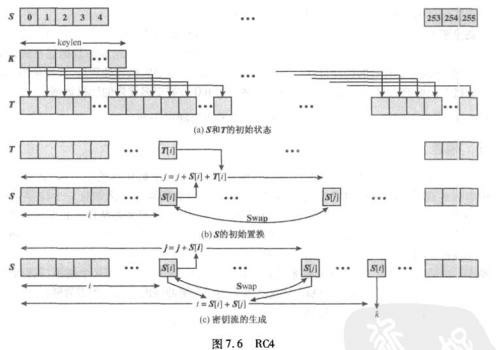 S 0 1 2 3 4 ... 253 254 255
keylen
K ... ...
T ... ...
(a) S和T的初始状态
T ... T[i] ...
j = j + S[i] + T[i]
S ... S[i] ... S[j] ...
i
Swap
(b) S的初始置换
j = j + S[i]
S ... S[i] ... S[j] ... S[t] ...
i
Swap
t = S[i] + S[j]
(c) 密钥流的生成
k
图 7.6 RC4